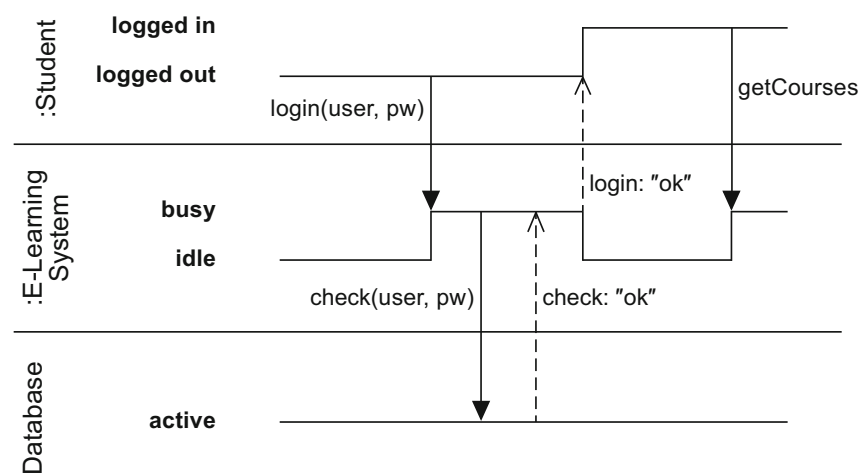 :Student
logged in
logged out
login(user, pw)
getCourses
:E-Learning
System
busy
idle
login: "ok"
check(user, pw)
check: "ok"
Database
active